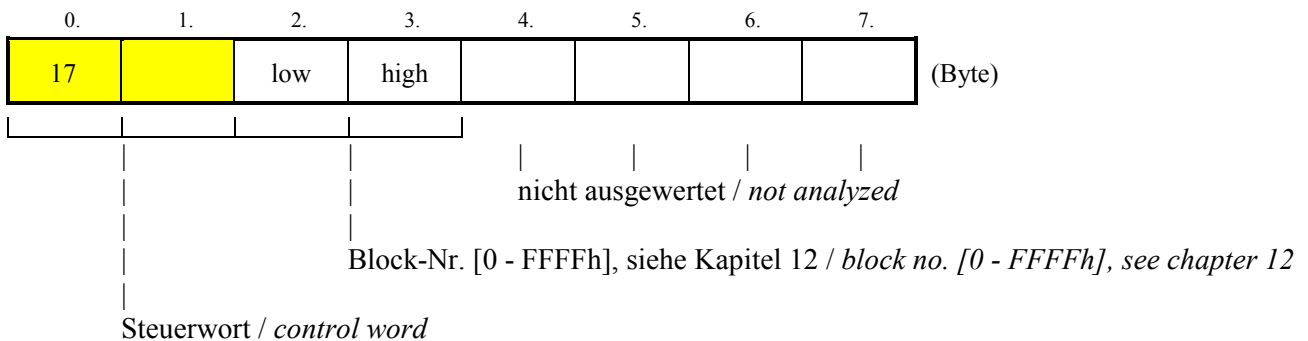 0. 1. 2. 3. 4. 5. 6. 7.
17 low high (Byte)
nicht ausgewertet / not analyzed
Block-Nr. [0 - FFFFh], siehe Kapitel 12 / block no. [0 - FFFFh], see chapter 12
Steuerwort / control word